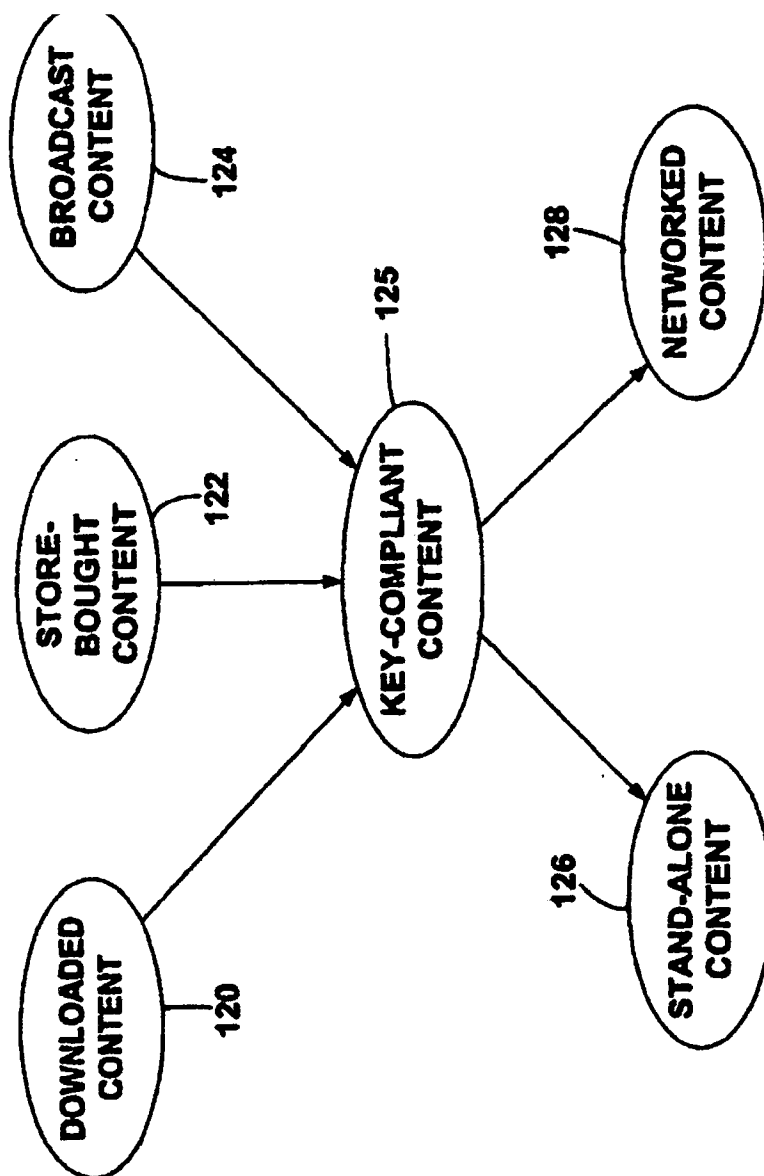 DOWNLOADED
CONTENT
120
STORE-
BOUGHT
CONTENT
122
BROADCAST
CONTENT
124
KEY-COMPLIANT
CONTENT
125
STAND-ALONE
CONTENT
126
NETWORKED
CONTENT
128